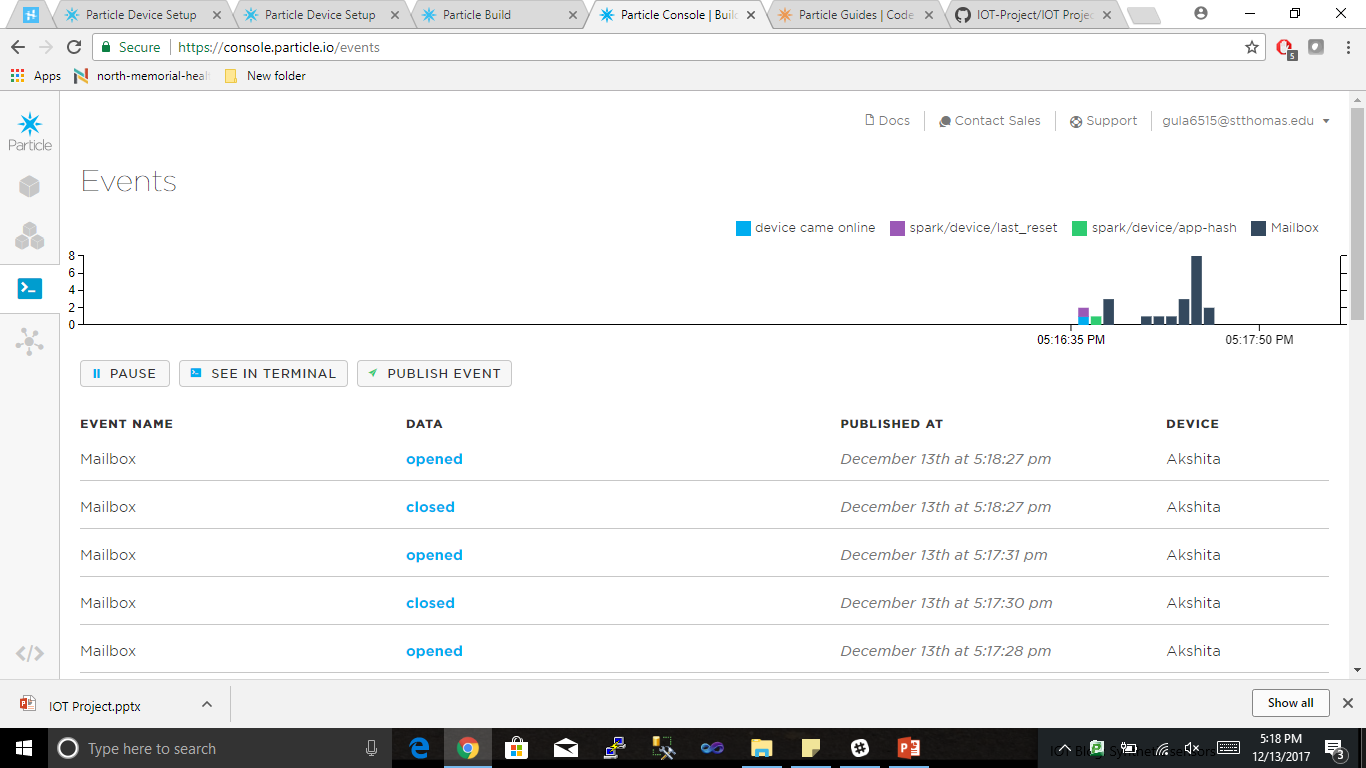 Particle Device Setup
Particle Device Setup
Particle Build
Particle Console | Buil
Particle Guides | Code
IOT-Project/IOT Projec
Secure
https://console.particle.io/events
5
Apps
north-memorial-heal
New folder
Particle
Docs
Contact Sales
Support
gula6515@stthomas.edu
Events
device came online
spark/device/last_reset
spark/device/app-hash
Mailbox
8
6
4
2
0
05:16:35 PM
05:17:50 PM
PAUSE
SEE IN TERMINAL
PUBLISH EVENT
EVENT NAME DATA PUBLISHED AT DEVICE
Mailbox opened December 13th at 5:18:27 pm Akshita
Mailbox closed December 13th at 5:18:27 pm Akshita
Mailbox opened December 13th at 5:17:31 pm Akshita
Mailbox closed December 13th at 5:17:30 pm Akshita
Mailbox opened December 13th at 5:17:28 pm Akshita
IOT Project.pptx
Show all
Type here to search
5:18 PM
12/13/2017
3